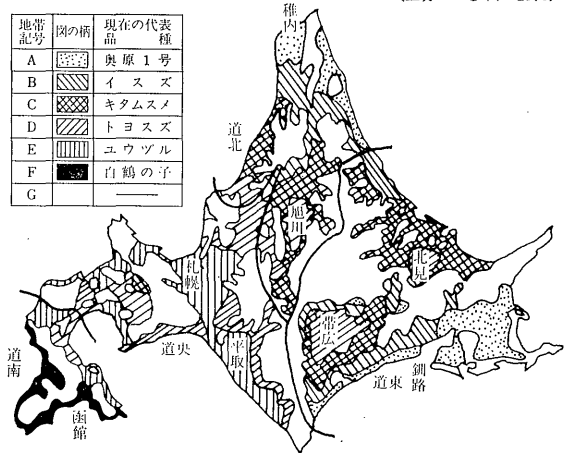 地帯記号 図の柄 現在の代表品種
A 奥原1号
B イスズ
C キタムスメ
D トヨスズ
E ユウヅル
F 白鶴の子
G ——
稚内
道北
旭川
北見
札幌
帯広
平取
道央
道東
釧路
道南
函館